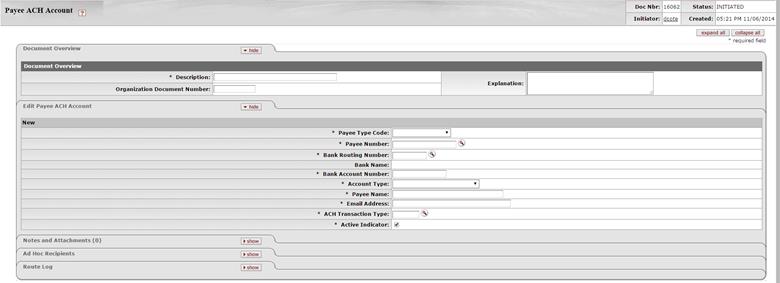 Payee ACH Account ?
Doc Nbr: 16062 Status: INITIATED
Initiator: dcote Created: 05:21 PM 11/06/2014
expand all collapse all
* required field
Document Overview hide
Document Overview
* Description: Explanation:
Organization Document Number:
Edit Payee ACH Account hide
New
* Payee Type Code:
* Payee Number:
* Bank Routing Number:
Bank Name:
* Bank Account Number:
* Account Type:
* Payee Name:
* Email Address:
* ACH Transaction Type:
* Active Indicator:
Notes and Attachments (0) show
Ad Hoc Recipients show
Route Log show